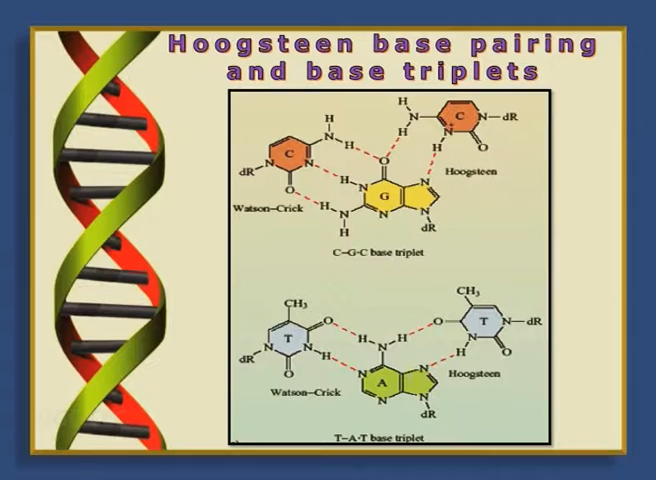 Hoogsteen base pairing
and base triplets
H
H
N
H
C
dR
N
N
O
Watson-Crick
H
N
H
H
N
O
G
N
N
N
dR
H
N
H
H
C
N
dR
N+
O
H
Hoogsteen
C-G·C base triplet
CH3
O
T
dR
N
N
H
O
Watson-Crick
H
H
N
N
A
N
N
N
dR
CH3
O
T
N
dR
N
O
H
Hoogsteen
T-A·T base triplet